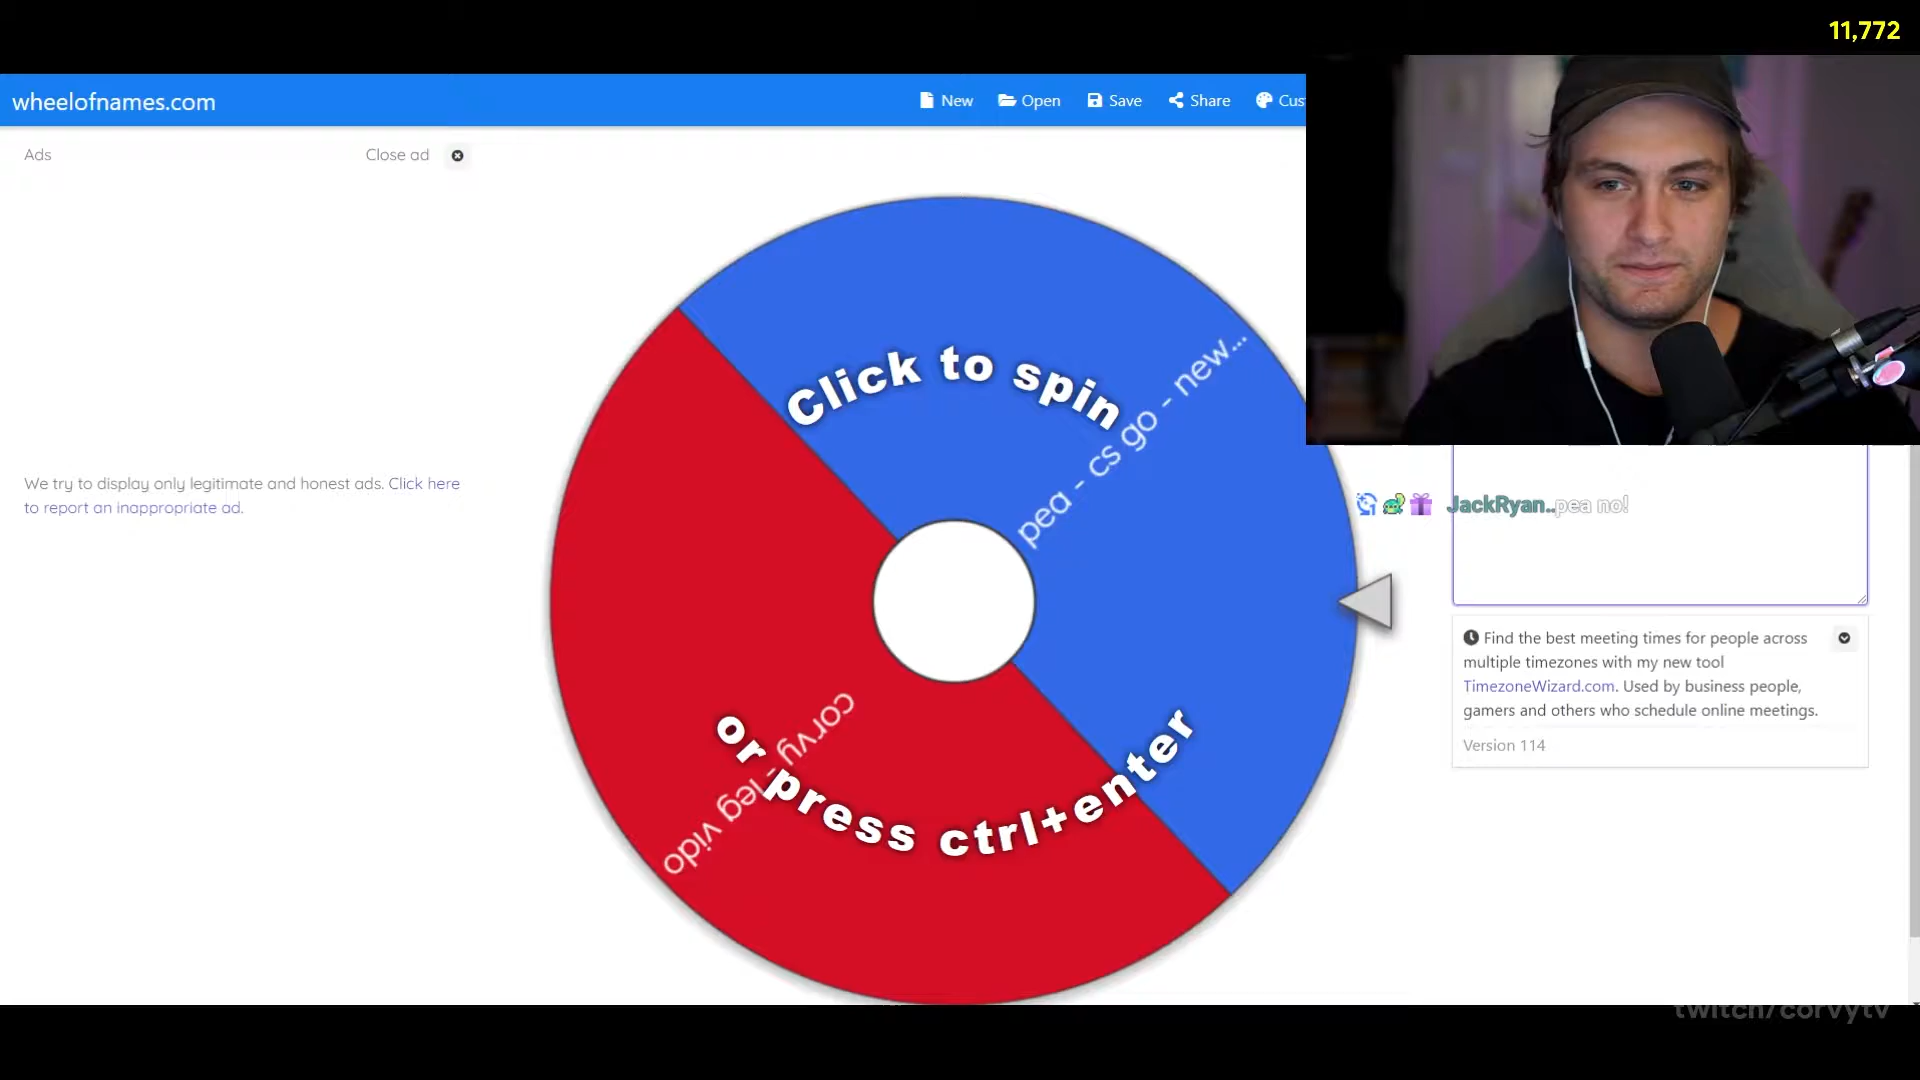 11,772
wheelofnames.com
New
Open
Save
Share
Cus
Ads
Close ad
Click to spin
pea - cs go - new...
We try to display only legitimate and honest ads. Click here
to report an inappropriate ad.
JackRyan..pea no!
corvy - leg vido
or press ctrl+enter
Find the best meeting times for people across
multiple timezones with my new tool
TimezoneWizard.com. Used by business people,
gamers and others who schedule online meetings.
Version 114
twitch/corvytv